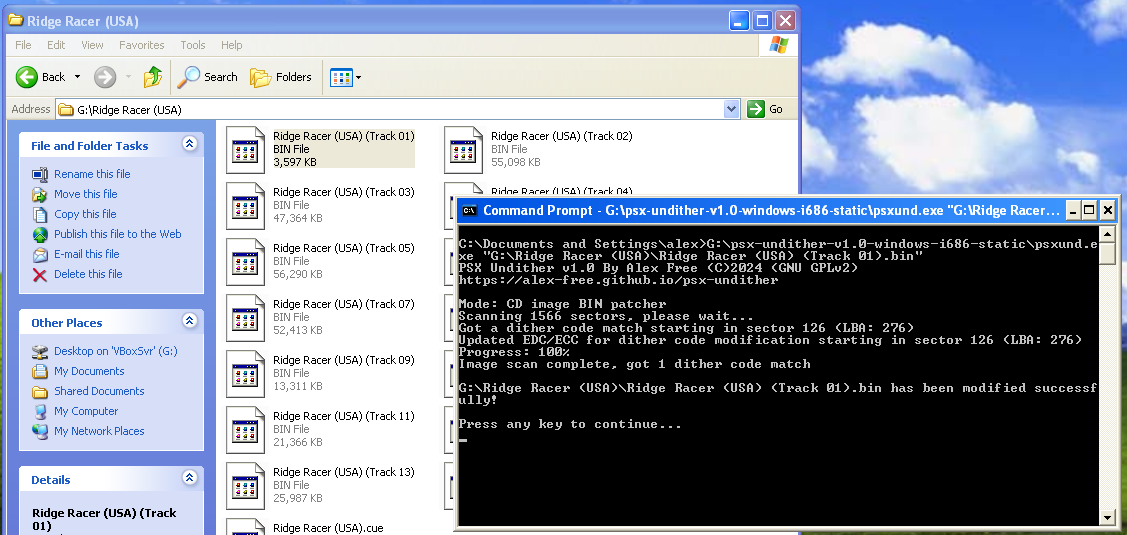 Ridge Racer (USA)
File Edit View Favorites Tools Help
Back Search Folders
Address G:\Ridge Racer (USA) Go
File and Folder Tasks
Rename this file
Move this file
Copy this file
Publish this file to the Web
E-mail this file
Delete this file
Other Places
Desktop on 'VBoxSvr' (G:)
My Documents
Shared Documents
My Computer
My Network Places
Details
Ridge Racer (USA) (Track
01)
Ridge Racer (USA) (Track 01)
BIN File
3,597 KB
Ridge Racer (USA) (Track 02)
BIN File
55,098 KB
Ridge Racer (USA) (Track 03)
BIN File
47,364 KB
Ridge Racer (USA) (Track 04)
Ridge Racer (USA) (Track 05)
BIN File
56,290 KB
Ridge Racer (USA) (Track 07)
BIN File
52,413 KB
Ridge Racer (USA) (Track 09)
BIN File
13,311 KB
Ridge Racer (USA) (Track 11)
BIN File
21,366 KB
Ridge Racer (USA) (Track 13)
BIN File
25,987 KB
Ridge Racer (USA).cue
Command Prompt - G:\psx-undither-v1.0-windows-i686-static\psxund.exe "G:\Ridge Racer...
C:\Documents and Settings\alex>G:\psx-undither-v1.0-windows-i686-static\psxund.e
xe "G:\Ridge Racer (USA)\Ridge Racer (USA) (Track 01).bin"
PSX Undither v1.0 By Alex Free (C)2024 (GNU GPLv2)
https://alex-free.github.io/psx-undither
Mode: CD image BIN patcher
Scanning 1566 sectors, please wait...
Got a dither code match starting in sector 126 (LBA: 276)
Updated EDC/ECC for dither code modification starting in sector 126 (LBA: 276)
Progress: 100%
Image scan complete, got 1 dither code match
G:\Ridge Racer (USA)\Ridge Racer (USA) (Track 01).bin has been modified successf
ully!
Press any key to continue...